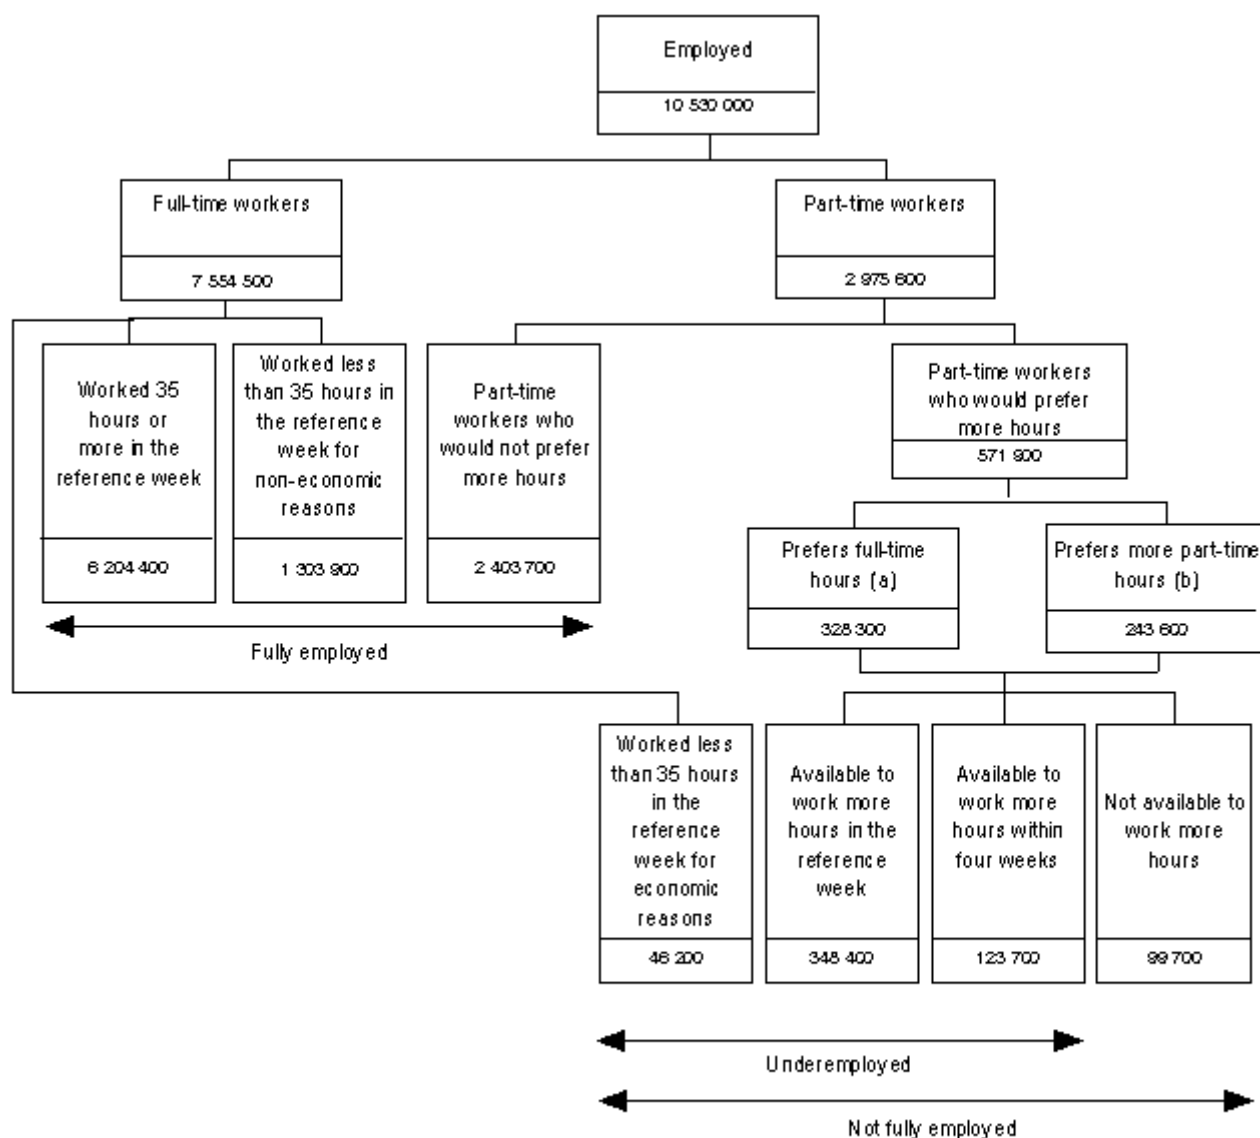 Employed
10 530 000
Full-time workers
7 554 500
Part-time workers
2 975 600
Worked 35
hours or
more in the
reference week
6 204 400
Worked less
than 35 hours in
the reference
week for
non-economic
reasons
1 303 900
Part-time
workers who
would not prefer
more hours
2 403 700
Part-time workers
who would prefer
more hours
571 900
Prefers full-time
hours (a)
328 300
Prefers more part-time
hours (b)
243 600
Fully employed
Worked less
than 35 hours
in the
reference
week for
economic
reasons
46 200
Available to
work more
hours in the
reference
week
348 400
Available to
work more
hours within
four weeks
123 700
Not available to
work more
hours
99 700
Underemployed
Not fully employed